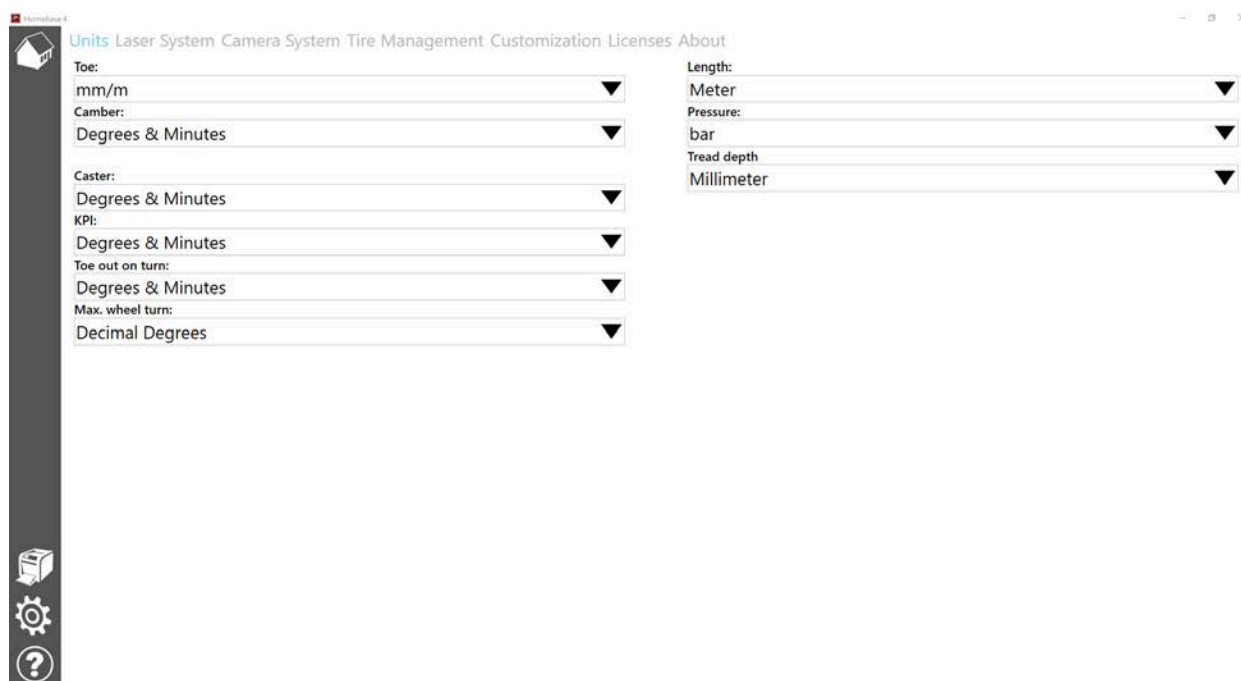 Homebase 4
Units Laser System Camera System Tire Management Customization Licenses About
Toe:
mm/m
Camber:
Degrees & Minutes
Caster:
Degrees & Minutes
KPI:
Degrees & Minutes
Toe out on turn:
Degrees & Minutes
Max. wheel turn:
Decimal Degrees
Length:
Meter
Pressure:
bar
Tread depth
Millimeter
?